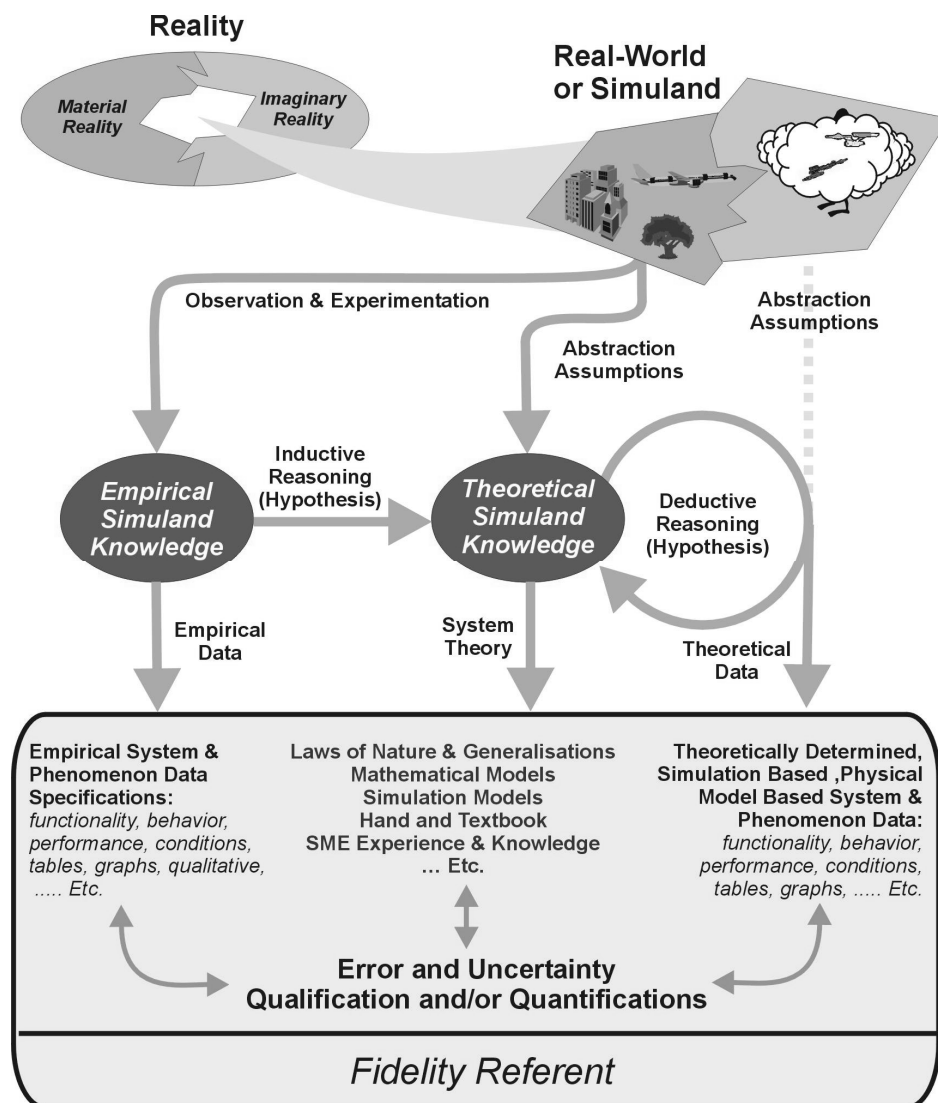 Reality
Material
Reality
Imaginary
Reality
Real-World
or Simuland
Observation & Experimentation
Abstraction
Assumptions
Abstraction
Assumptions
Empirical
Simuland
Knowledge
Inductive
Reasoning
(Hypothesis)
Theoretical
Simuland
Knowledge
Deductive
Reasoning
(Hypothesis)
Empirical
Data
System
Theory
Theoretical
Data
Empirical System &
Phenomenon Data
Specifications:
functionality, behavior,
performance, conditions,
tables, graphs, qualitative,
..... Etc.
Laws of Nature & Generalisations
Mathematical Models
Simulation Models
Hand and Textbook
SME Experience & Knowledge
... Etc.
Theoretically Determined,
Simulation Based ,Physical
Model Based System &
Phenomenon Data:
functionality, behavior,
performance, conditions,
tables, graphs, ..... Etc.
Error and Uncertainty
Qualification and/or Quantifications
Fidelity Referent